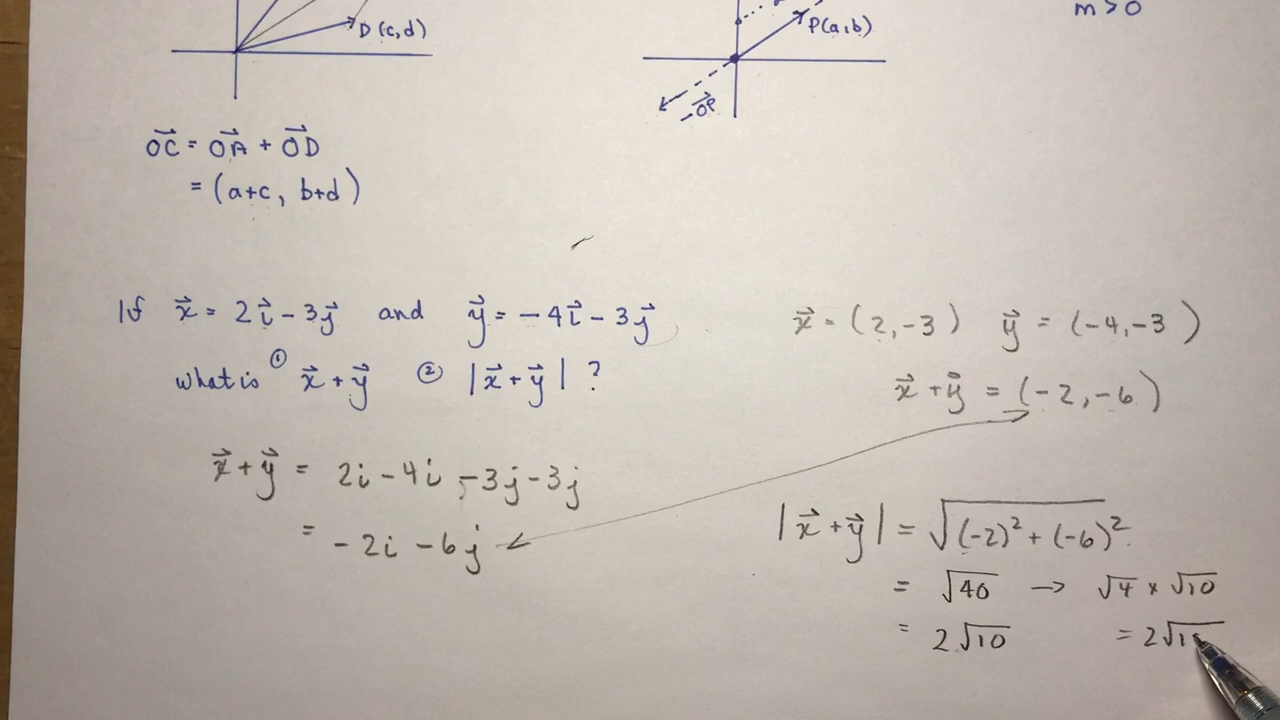 D (c,d)
P(a,b)
m > 0
-OP⃗
OC⃗ = OA⃗ + OD⃗
= (a+c, b+d)
If x⃗ = 2i⃗ - 3j⃗ and y⃗ = -4i⃗ - 3j⃗
what is ① x⃗ + y⃗ ② |x⃗ + y⃗| ?
x⃗ + y⃗ = 2i - 4i - 3j - 3j
= -2i - 6j
x⃗ = (2, -3) y⃗ = (-4, -3)
x⃗ + y⃗ = (-2, -6)
|x⃗ + y⃗| = √(-2)² + (-6)²
= √40 → √4 × √10
= 2√10 = 2√10